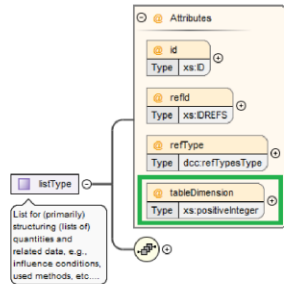 @ Attributes
@ id
Type xs:ID
@ refId
Type xs:IDREFS
@ refType
Type dcc:refTypesType
@ tableDimension
Type xs:positiveInteger
listType
List for (primarily)
structuring (lists of)
quantities and
related data, e.g.,
influence conditions,
used methods, etc....